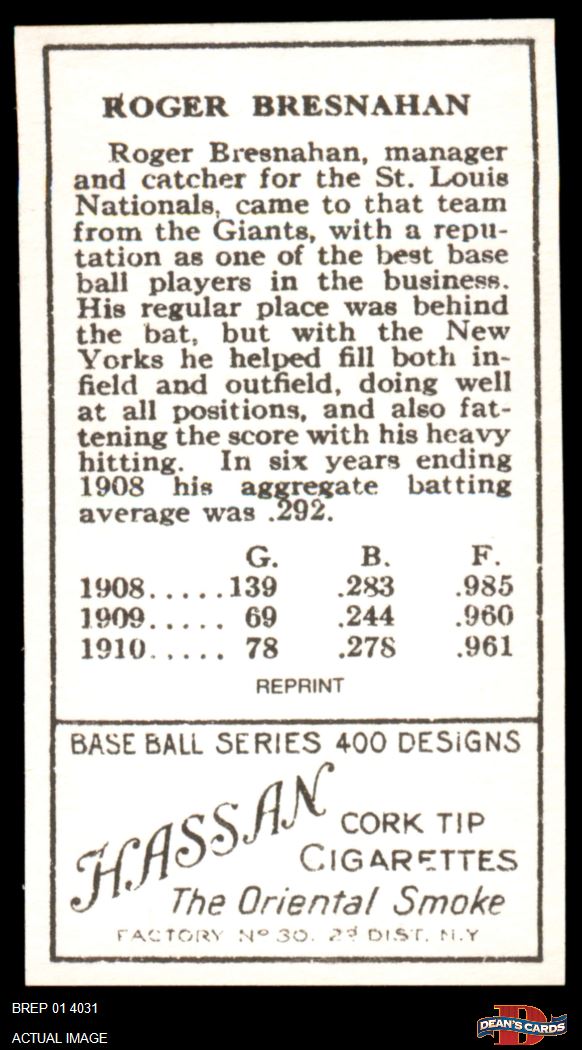 ROGER BRESNAHAN
Roger Bresnahan, manager
and catcher for the St. Louis
Nationals, came to that team
from the Giants, with a repu-
tation as one of the best base
ball players in the business.
His regular place was behind
the bat, but with the New
Yorks he helped fill both in-
field and outfield, doing well
at all positions, and also fat-
tening the score with his heavy
hitting. In six years ending
1908 his aggregate batting
average was .292.
G. B. F.
1908.....139 .283 .985
1909..... 69 .244 .960
1910..... 78 .278 .961
REPRINT
BASE BALL SERIES 400 DESIGNS
HASSAN
CORK TIP
CIGARETTES
The Oriental Smoke
FACTORY No 30. 2d DIST. N.Y
BREP 01 4031
ACTUAL IMAGE
D
DEAN'S CARDS